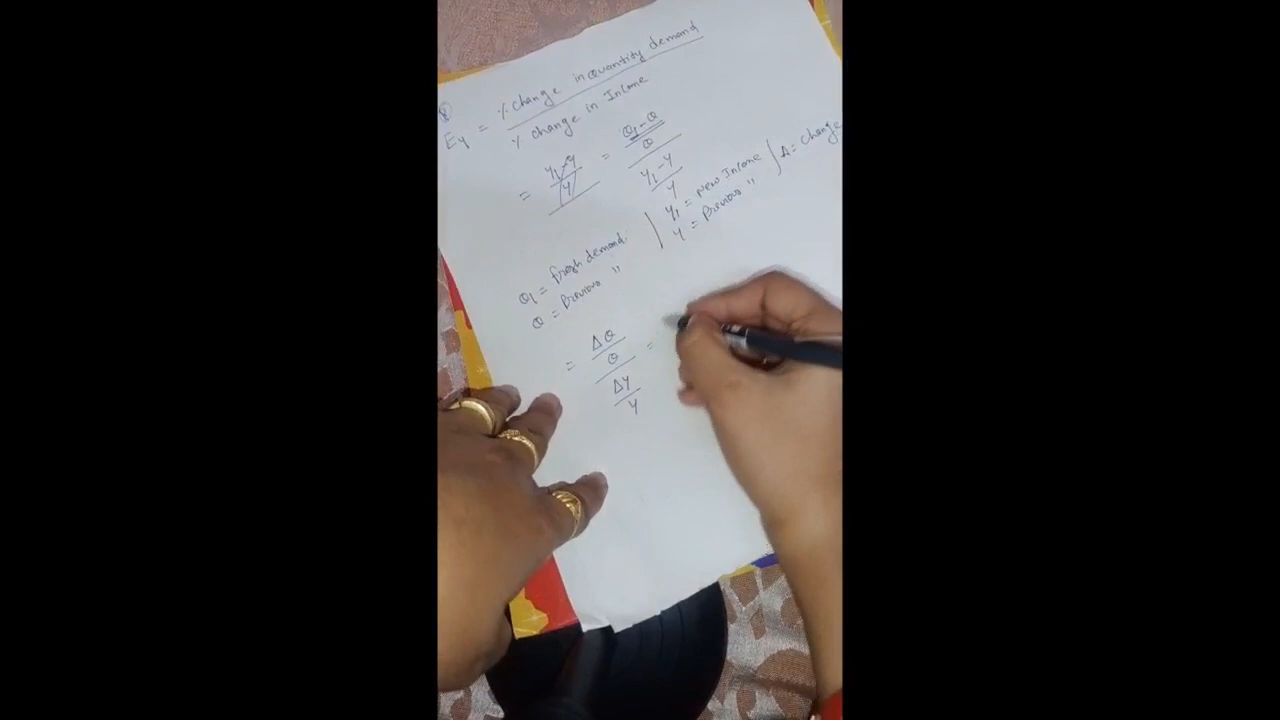 % change in Quantity demand
Ey = % change in Income
= y1-y / y = Q1-Q / Q / y1-y / y
y1 = New Income
y = Previous "
Δ = Change
Q1 = fresh demand.
Q = Previous "
= ΔQ / Q / Δy / y =